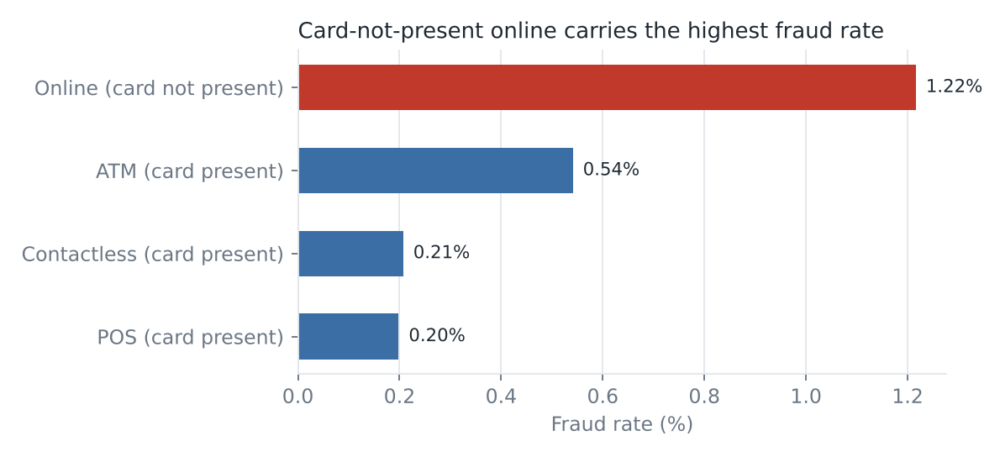 Card-not-present online carries the highest fraud rate
Online (card not present)
1.22%
ATM (card present)
0.54%
Contactless (card present)
0.21%
POS (card present)
0.20%
0.0 0.2 0.4 0.6 0.8 1.0 1.2
Fraud rate (%)